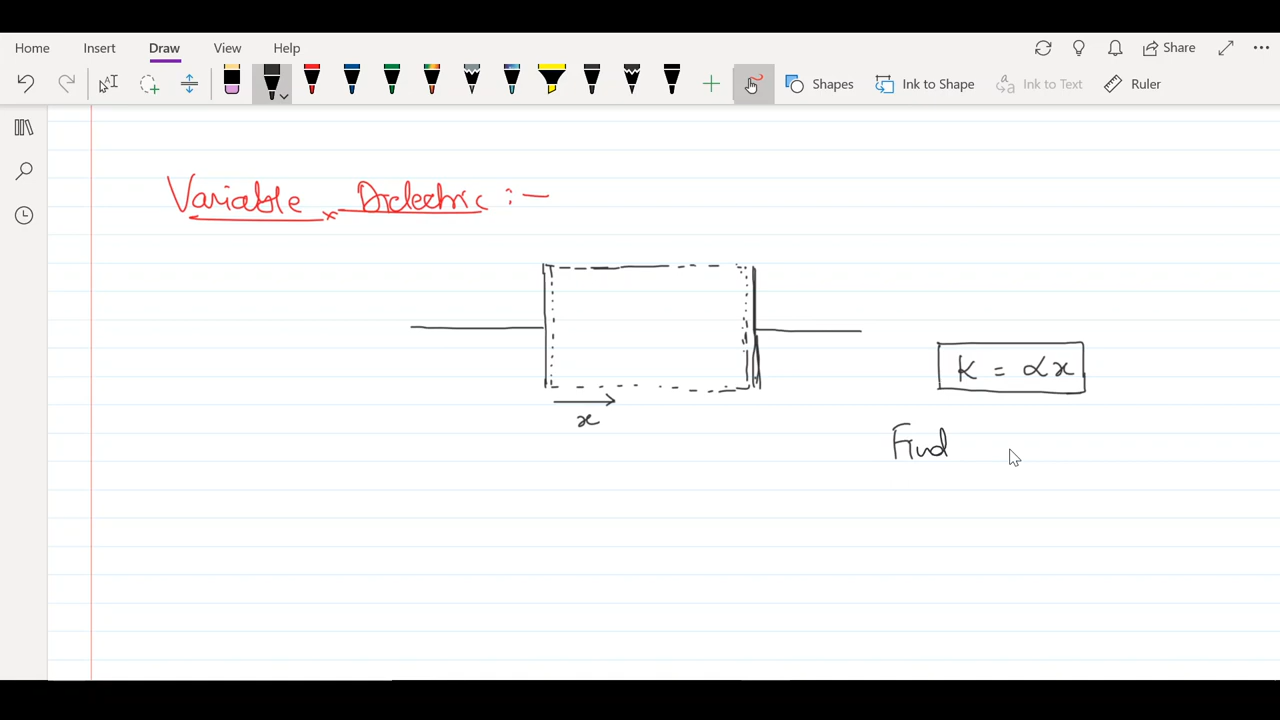 Home Insert Draw View Help Share
Ink to Shape Ink to Text Shapes Ruler
Variable Dielectric :-
K = αx
x
Find